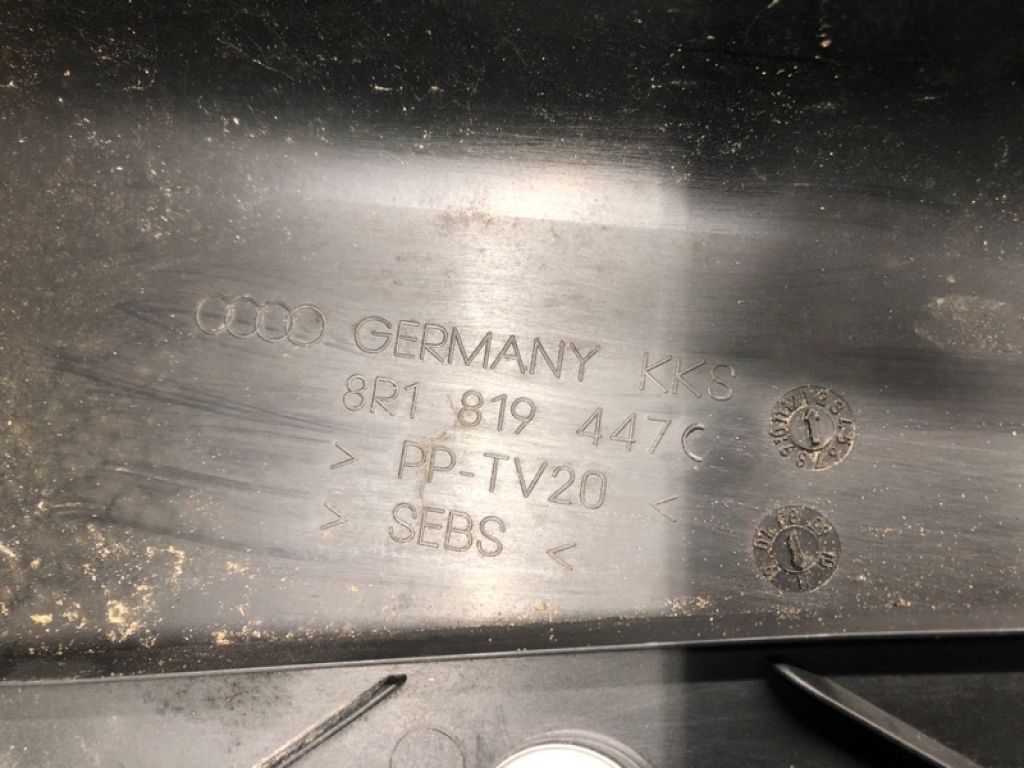 GERMANY KKS
8R1 819 447C
> PP-TV20 <
> SEBS <